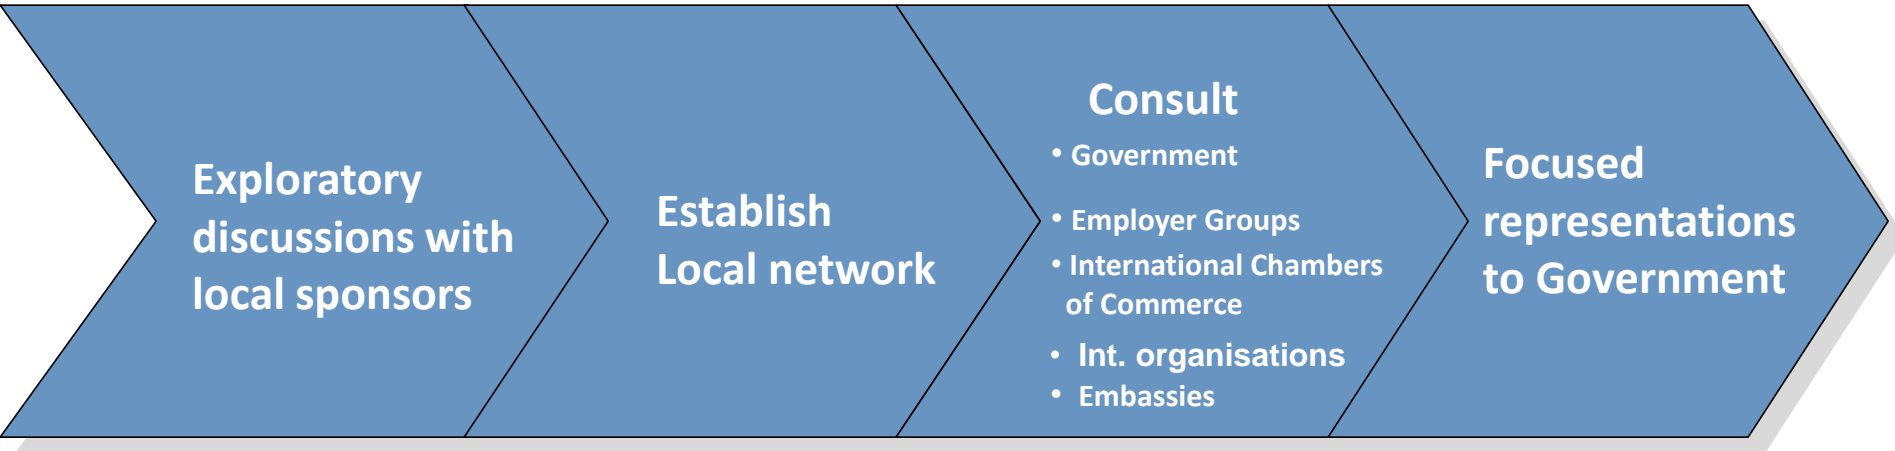 Exploratory
discussions with
local sponsors
Establish
Local network
Consult
• Government
• Employer Groups
• International Chambers
of Commerce
• Int. organisations
• Embassies
Focused
representations
to Government